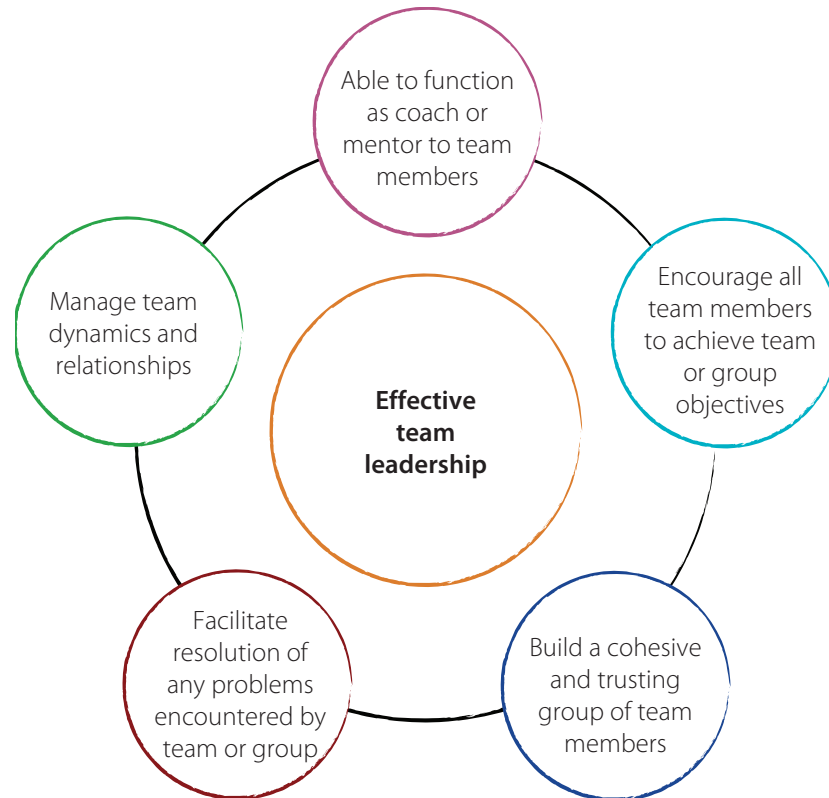 Able to function
as coach or
mentor to team
members
Encourage all
team members
to achieve team
or group
objectives
Build a cohesive
and trusting
group of team
members
Facilitate
resolution of
any problems
encountered by
team or group
Manage team
dynamics and
relationships
Effective
team
leadership